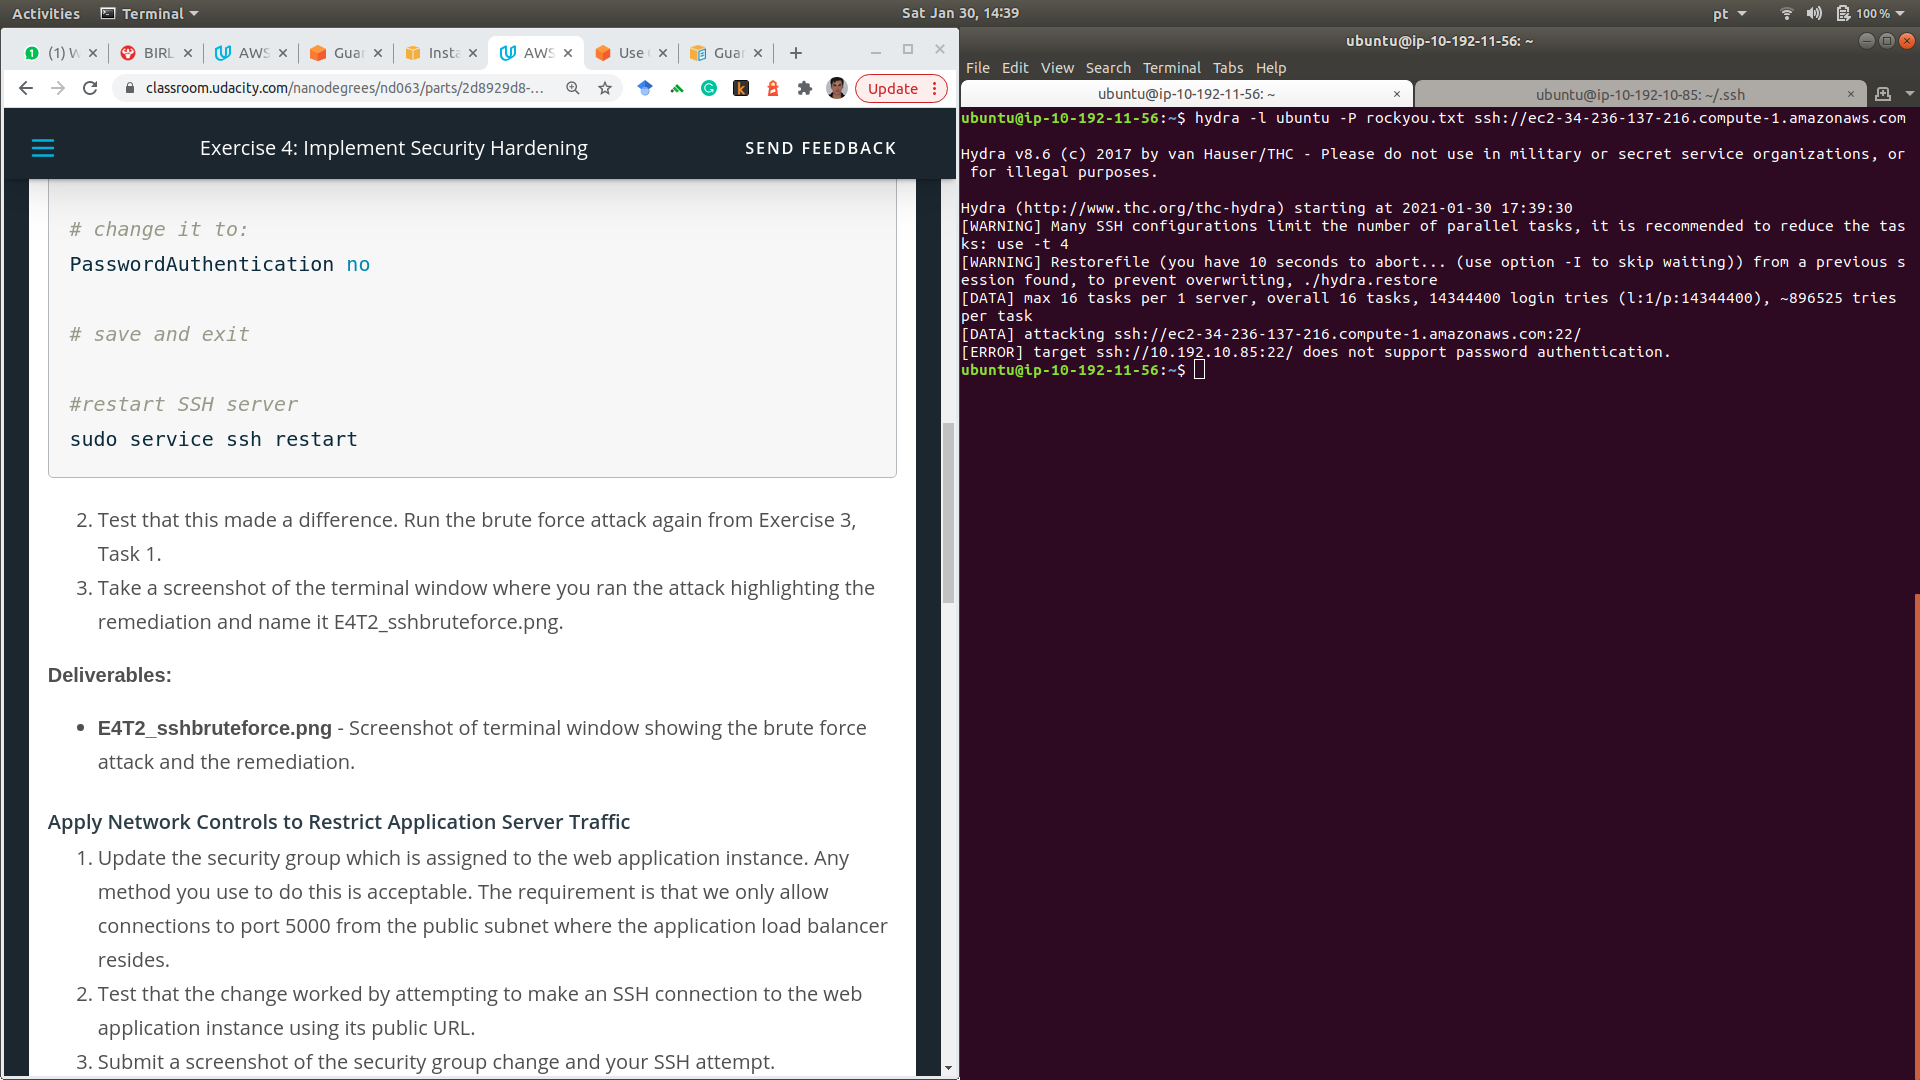 Activities
Terminal
Sat Jan 30, 14:39
pt
100 %
1
(1) W
BIRL
AWS
Guar
Insta
AWS
Use
Guar
classroom.udacity.com/nanodegrees/nd063/parts/2d8929d8-...
k
Update
Exercise 4: Implement Security Hardening
SEND FEEDBACK
# change it to:
PasswordAuthentication no
# save and exit
#restart SSH server
sudo service ssh restart
2. Test that this made a difference. Run the brute force attack again from Exercise 3,
Task 1.
3. Take a screenshot of the terminal window where you ran the attack highlighting the
remediation and name it E4T2_sshbruteforce.png.
Deliverables:
• E4T2_sshbruteforce.png - Screenshot of terminal window showing the brute force
attack and the remediation.
Apply Network Controls to Restrict Application Server Traffic
1. Update the security group which is assigned to the web application instance. Any
method you use to do this is acceptable. The requirement is that we only allow
connections to port 5000 from the public subnet where the application load balancer
resides.
2. Test that the change worked by attempting to make an SSH connection to the web
application instance using its public URL.
3. Submit a screenshot of the security group change and your SSH attempt.
ubuntu@ip-10-192-11-56: ~
File Edit View Search Terminal Tabs Help
ubuntu@ip-10-192-11-56: ~
ubuntu@ip-10-192-10-85: ~/.ssh
ubuntu@ip-10-192-11-56:~$ hydra -l ubuntu -P rockyou.txt ssh://ec2-34-236-137-216.compute-1.amazonaws.com
Hydra v8.6 (c) 2017 by van Hauser/THC - Please do not use in military or secret service organizations, or
for illegal purposes.
Hydra (http://www.thc.org/thc-hydra) starting at 2021-01-30 17:39:30
[WARNING] Many SSH configurations limit the number of parallel tasks, it is recommended to reduce the tas
ks: use -t 4
[WARNING] Restorefile (you have 10 seconds to abort... (use option -I to skip waiting)) from a previous s
ession found, to prevent overwriting, ./hydra.restore
[DATA] max 16 tasks per 1 server, overall 16 tasks, 14344400 login tries (l:1/p:14344400), ~896525 tries
per task
[DATA] attacking ssh://ec2-34-236-137-216.compute-1.amazonaws.com:22/
[ERROR] target ssh://10.192.10.85:22/ does not support password authentication.
ubuntu@ip-10-192-11-56:~$